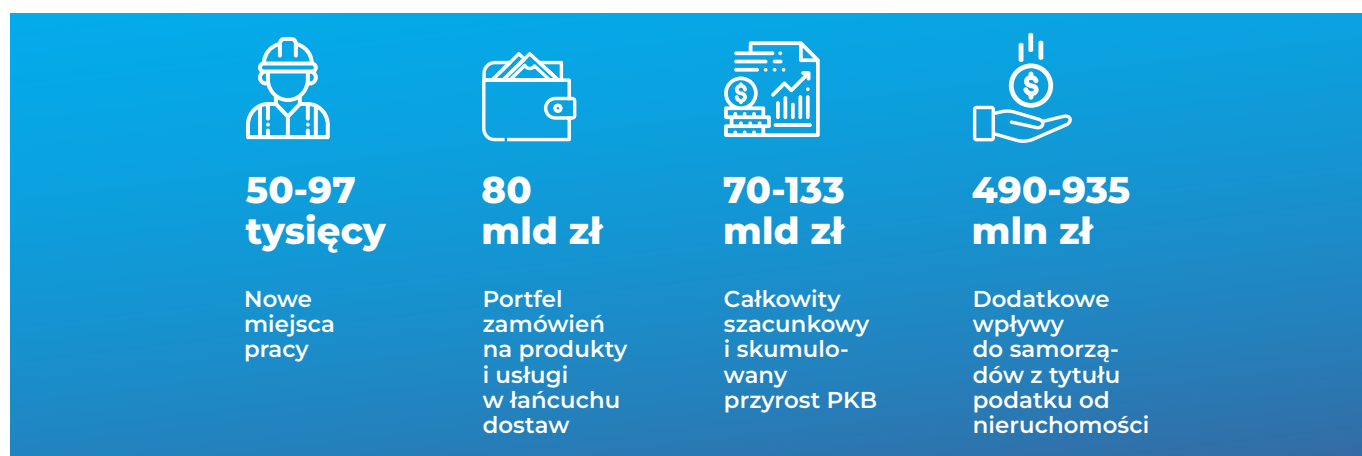 50-97
tysięcy
Nowe
miejsca
pracy
80
mld zł
Portfel
zamówień
na produkty
i usługi
w łańcuchu
dostaw
70-133
mld zł
Całkowity
szacunkowy
i skumulo-
wany
przyrost PKB
490-935
mln zł
Dodatkowe
wpływy
do samorzą-
dów z tytułu
podatku od
nieruchomości